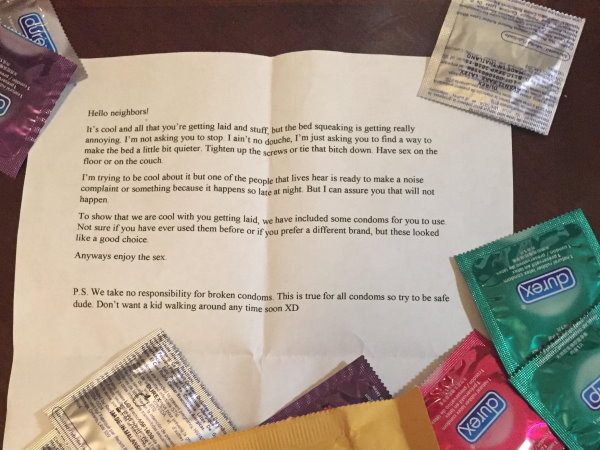 durex
durex
Hello neighbors!
It's cool and all that you're getting laid and stuff, but the bed squeaking is getting really
annoying. I'm not asking you to stop. I ain't no douche, I'm just asking you to find a way to
make the bed a little bit quieter. Tighten up the screws or tie that bitch down. Have sex on the
floor or on the couch.
I'm trying to be cool about it but one of the people that lives hear is ready to make a noise
complaint or something because it happens so late at night. But I can assure you that will not
happen.
To show that we are cool with you getting laid, we have included some condoms for you to use.
Not sure if you have ever used them before or if you prefer a different brand, but these looked
like a good choice.
Anyways enjoy the sex.
P.S. We take no responsibility for broken condoms. This is true for all condoms so try to be safe
dude. Don't want a kid walking around any time soon XD
durex
durex